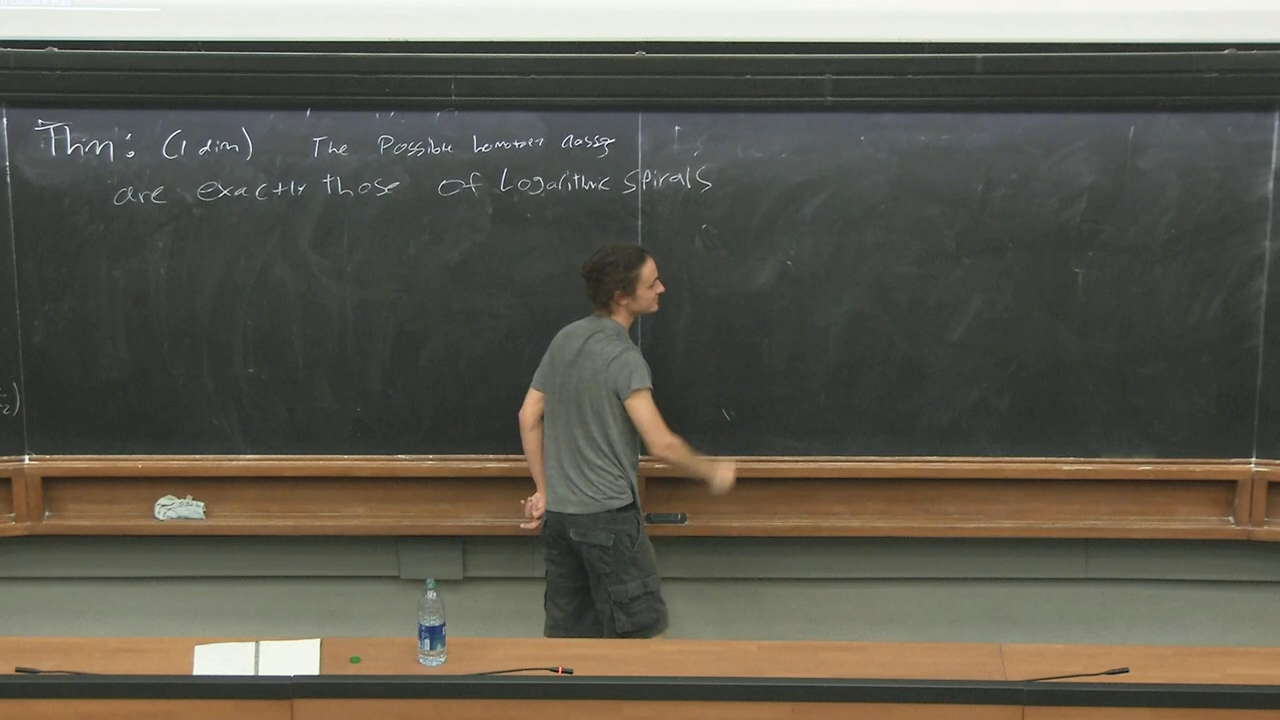 Thm: (1 dim) The Possible homotopy classes
are exactly those of Logarithmic spirals